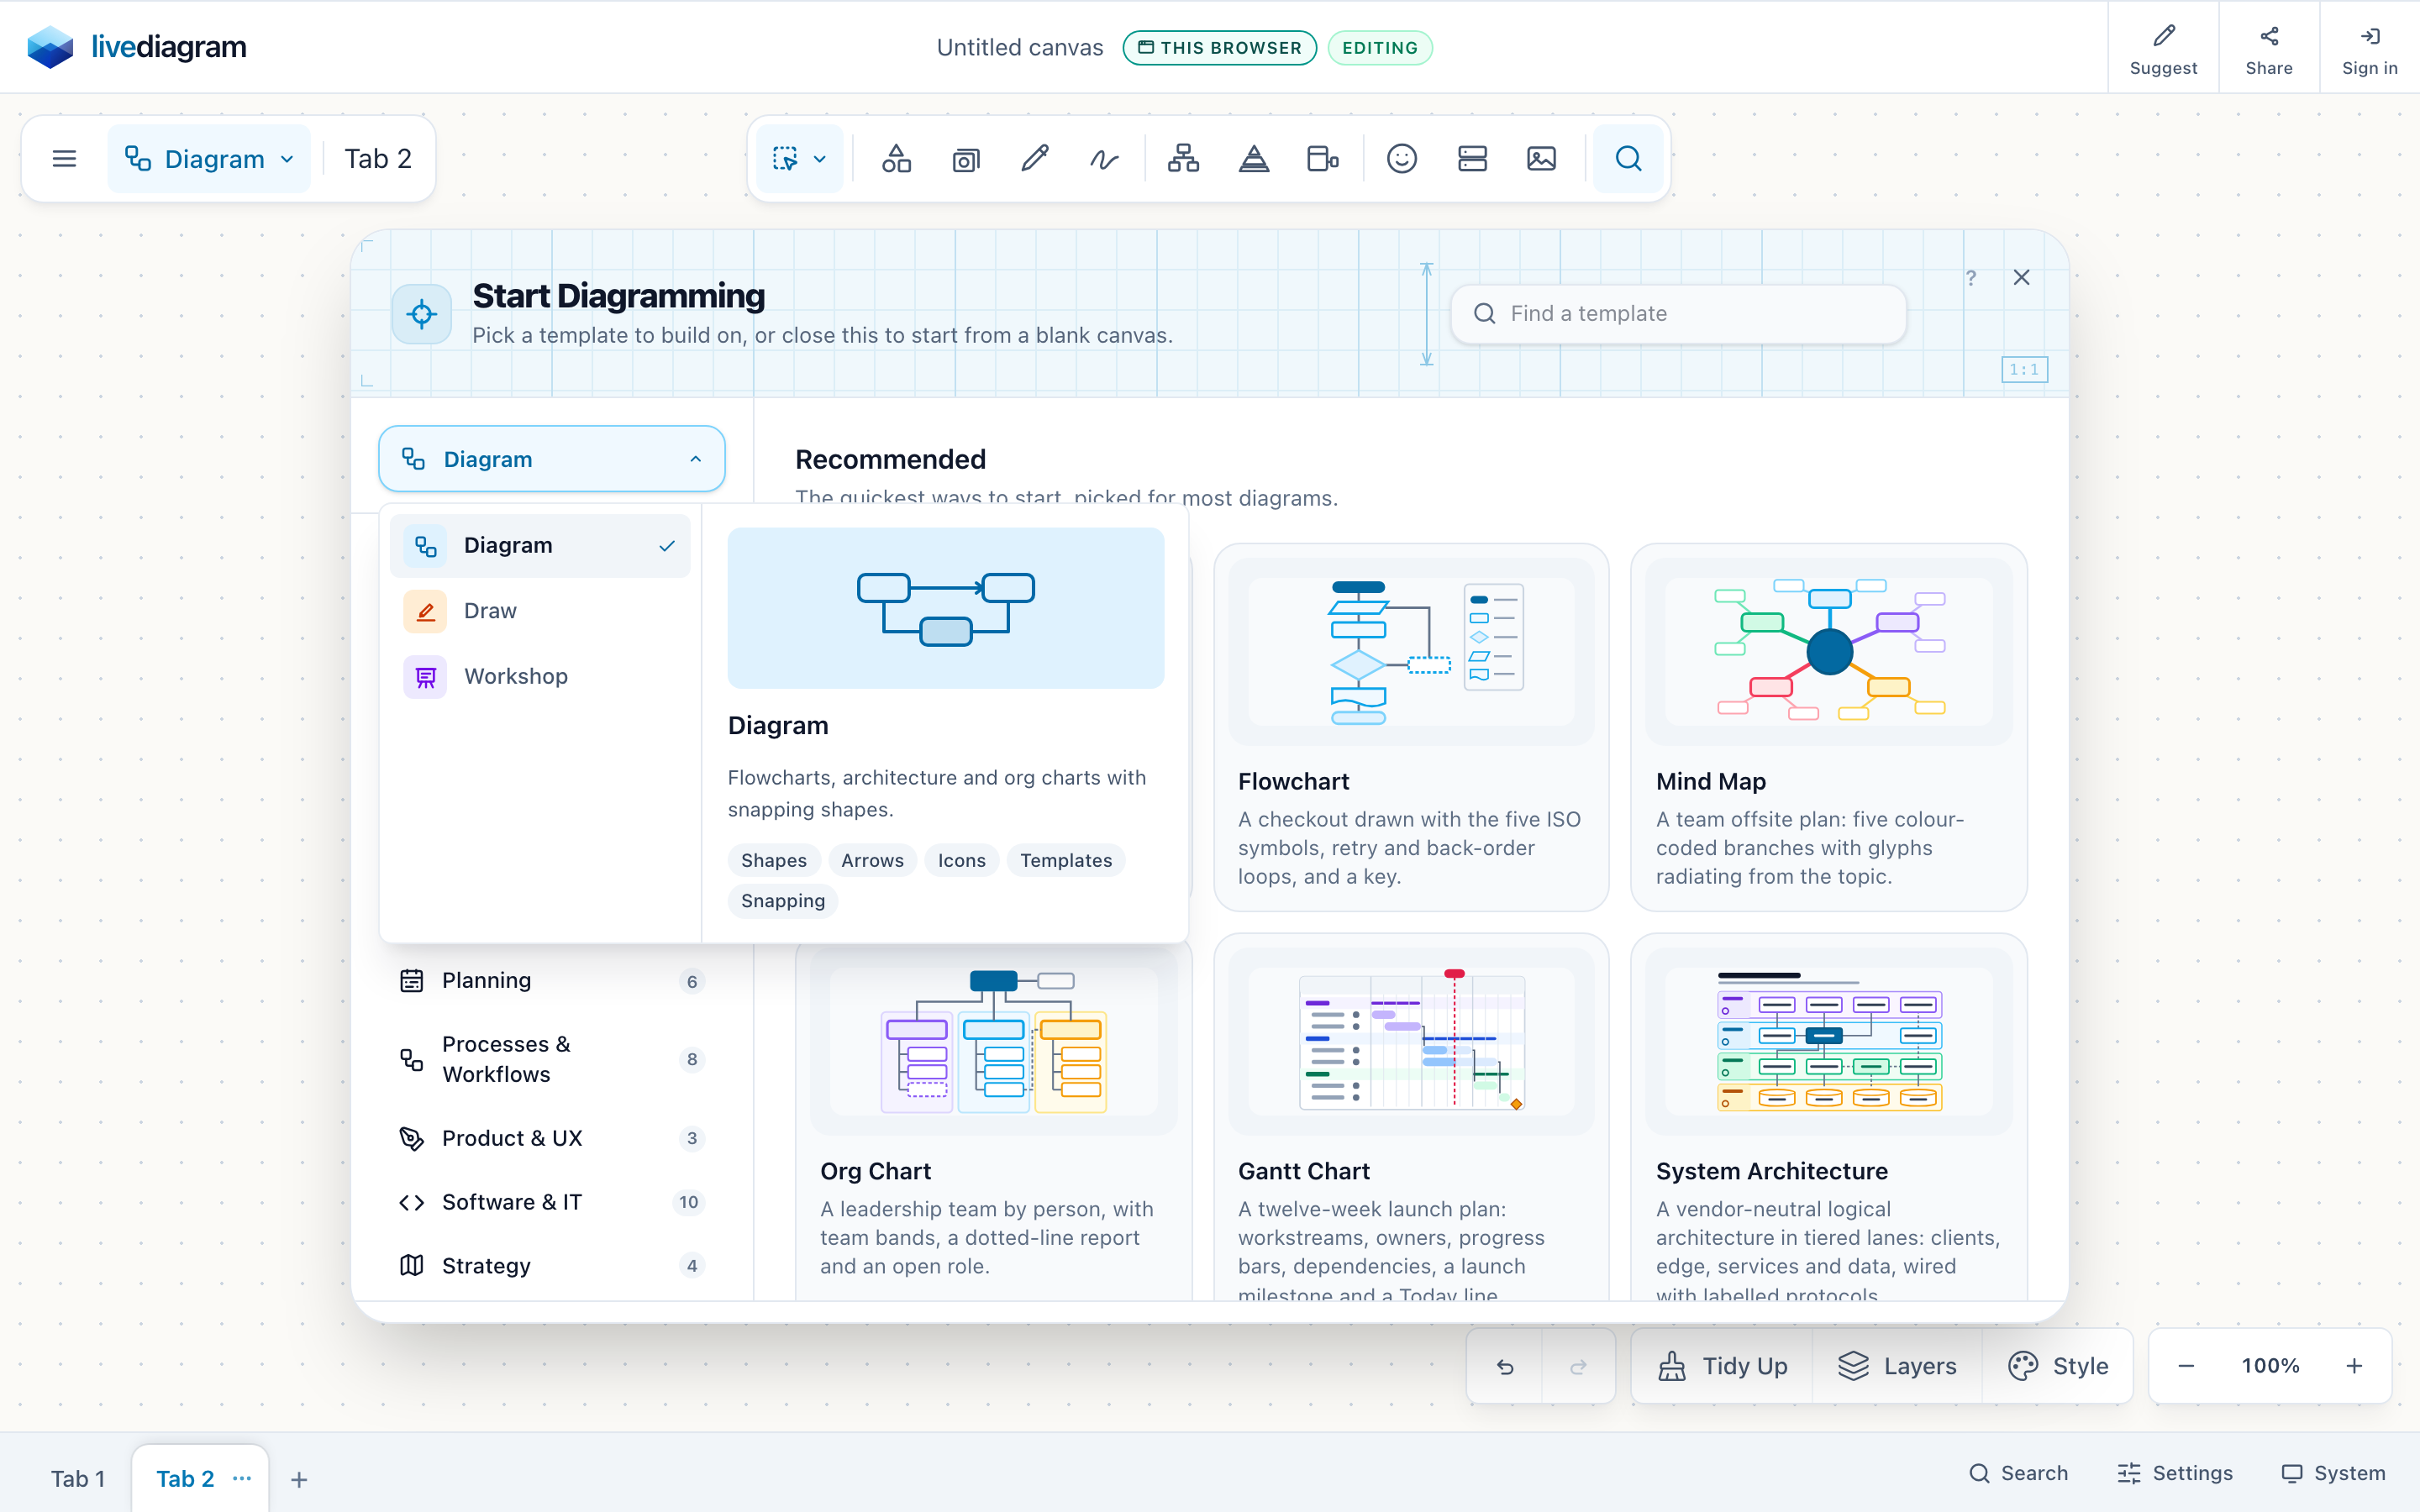 livediagram
Untitled canvas
THIS BROWSER
EDITING
Suggest
Share
Sign in
Diagram
Tab 2
Start Diagramming
Pick a template to build on, or close this to start from a blank canvas.
Find a template
?
1:1
Diagram
Recommended
The quickest ways to start, picked for most diagrams.
Diagram
Draw
Workshop
Diagram
Flowcharts, architecture and org charts with
snapping shapes.
Shapes
Arrows
Icons
Templates
Snapping
Flowchart
A checkout drawn with the five ISO
symbols, retry and back-order
loops, and a key.
Mind Map
A team offsite plan: five colour-
coded branches with glyphs
radiating from the topic.
Planning 6
Processes &
Workflows 8
Product & UX 3
Software & IT 10
Strategy 4
Org Chart
A leadership team by person, with
team bands, a dotted-line report
and an open role.
Gantt Chart
A twelve-week launch plan:
workstreams, owners, progress
bars, dependencies, a launch
milestone and a Today line
System Architecture
A vendor-neutral logical
architecture in tiered lanes: clients,
edge, services and data, wired
with labelled protocols
Tidy Up
Layers
Style
100%
Tab 1
Tab 2
Search
Settings
System